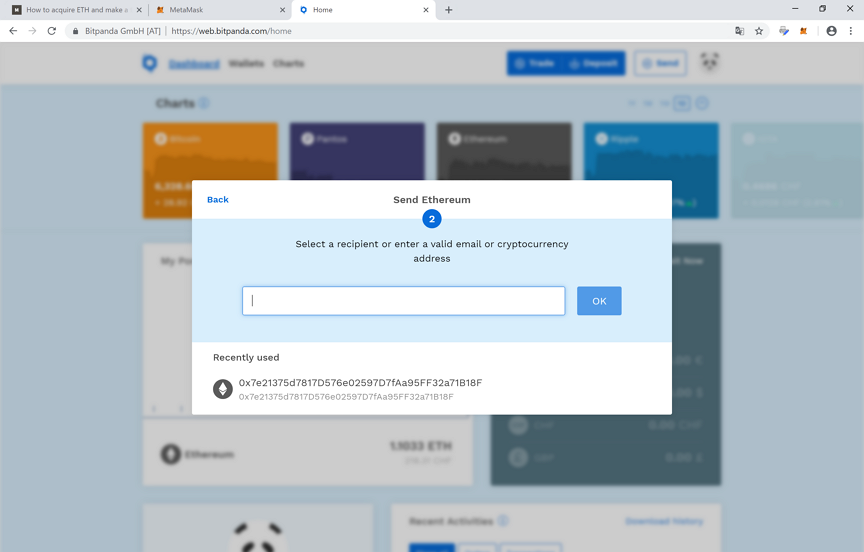 How to acquire ETH and make a
MetaMask
Home
Bitpanda GmbH [AT] | https://web.bitpanda.com/home
Dashboard Wallets Charts
Trade Deposit Send
Charts
Bitcoin Pantos Ethereum Ripple
Back Send Ethereum
2
Select a recipient or enter a valid email or cryptocurrency
address
OK
Recently used
0x7e21375d7817D576e02597D7fAa95FF32a71B18F
0x7e21375d7817D576e02597D7fAa95FF32a71B18F
Ethereum 1.1033 ETH
Recent Activities Download history